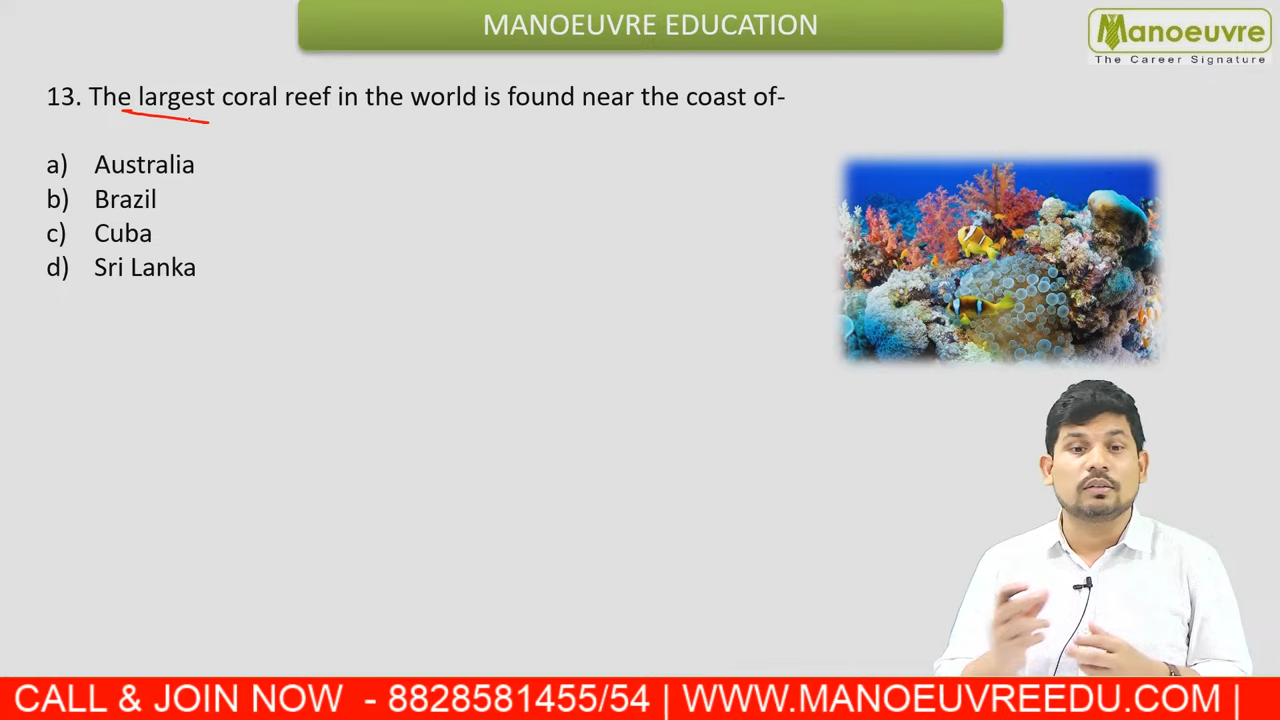 MANOEUVRE EDUCATION
Manoeuvre
The Career Signature
13. The largest coral reef in the world is found near the coast of-
a) Australia
b) Brazil
c) Cuba
d) Sri Lanka
CALL & JOIN NOW - 8828581455/54 | WWW.MANOEUVREEDU.COM |